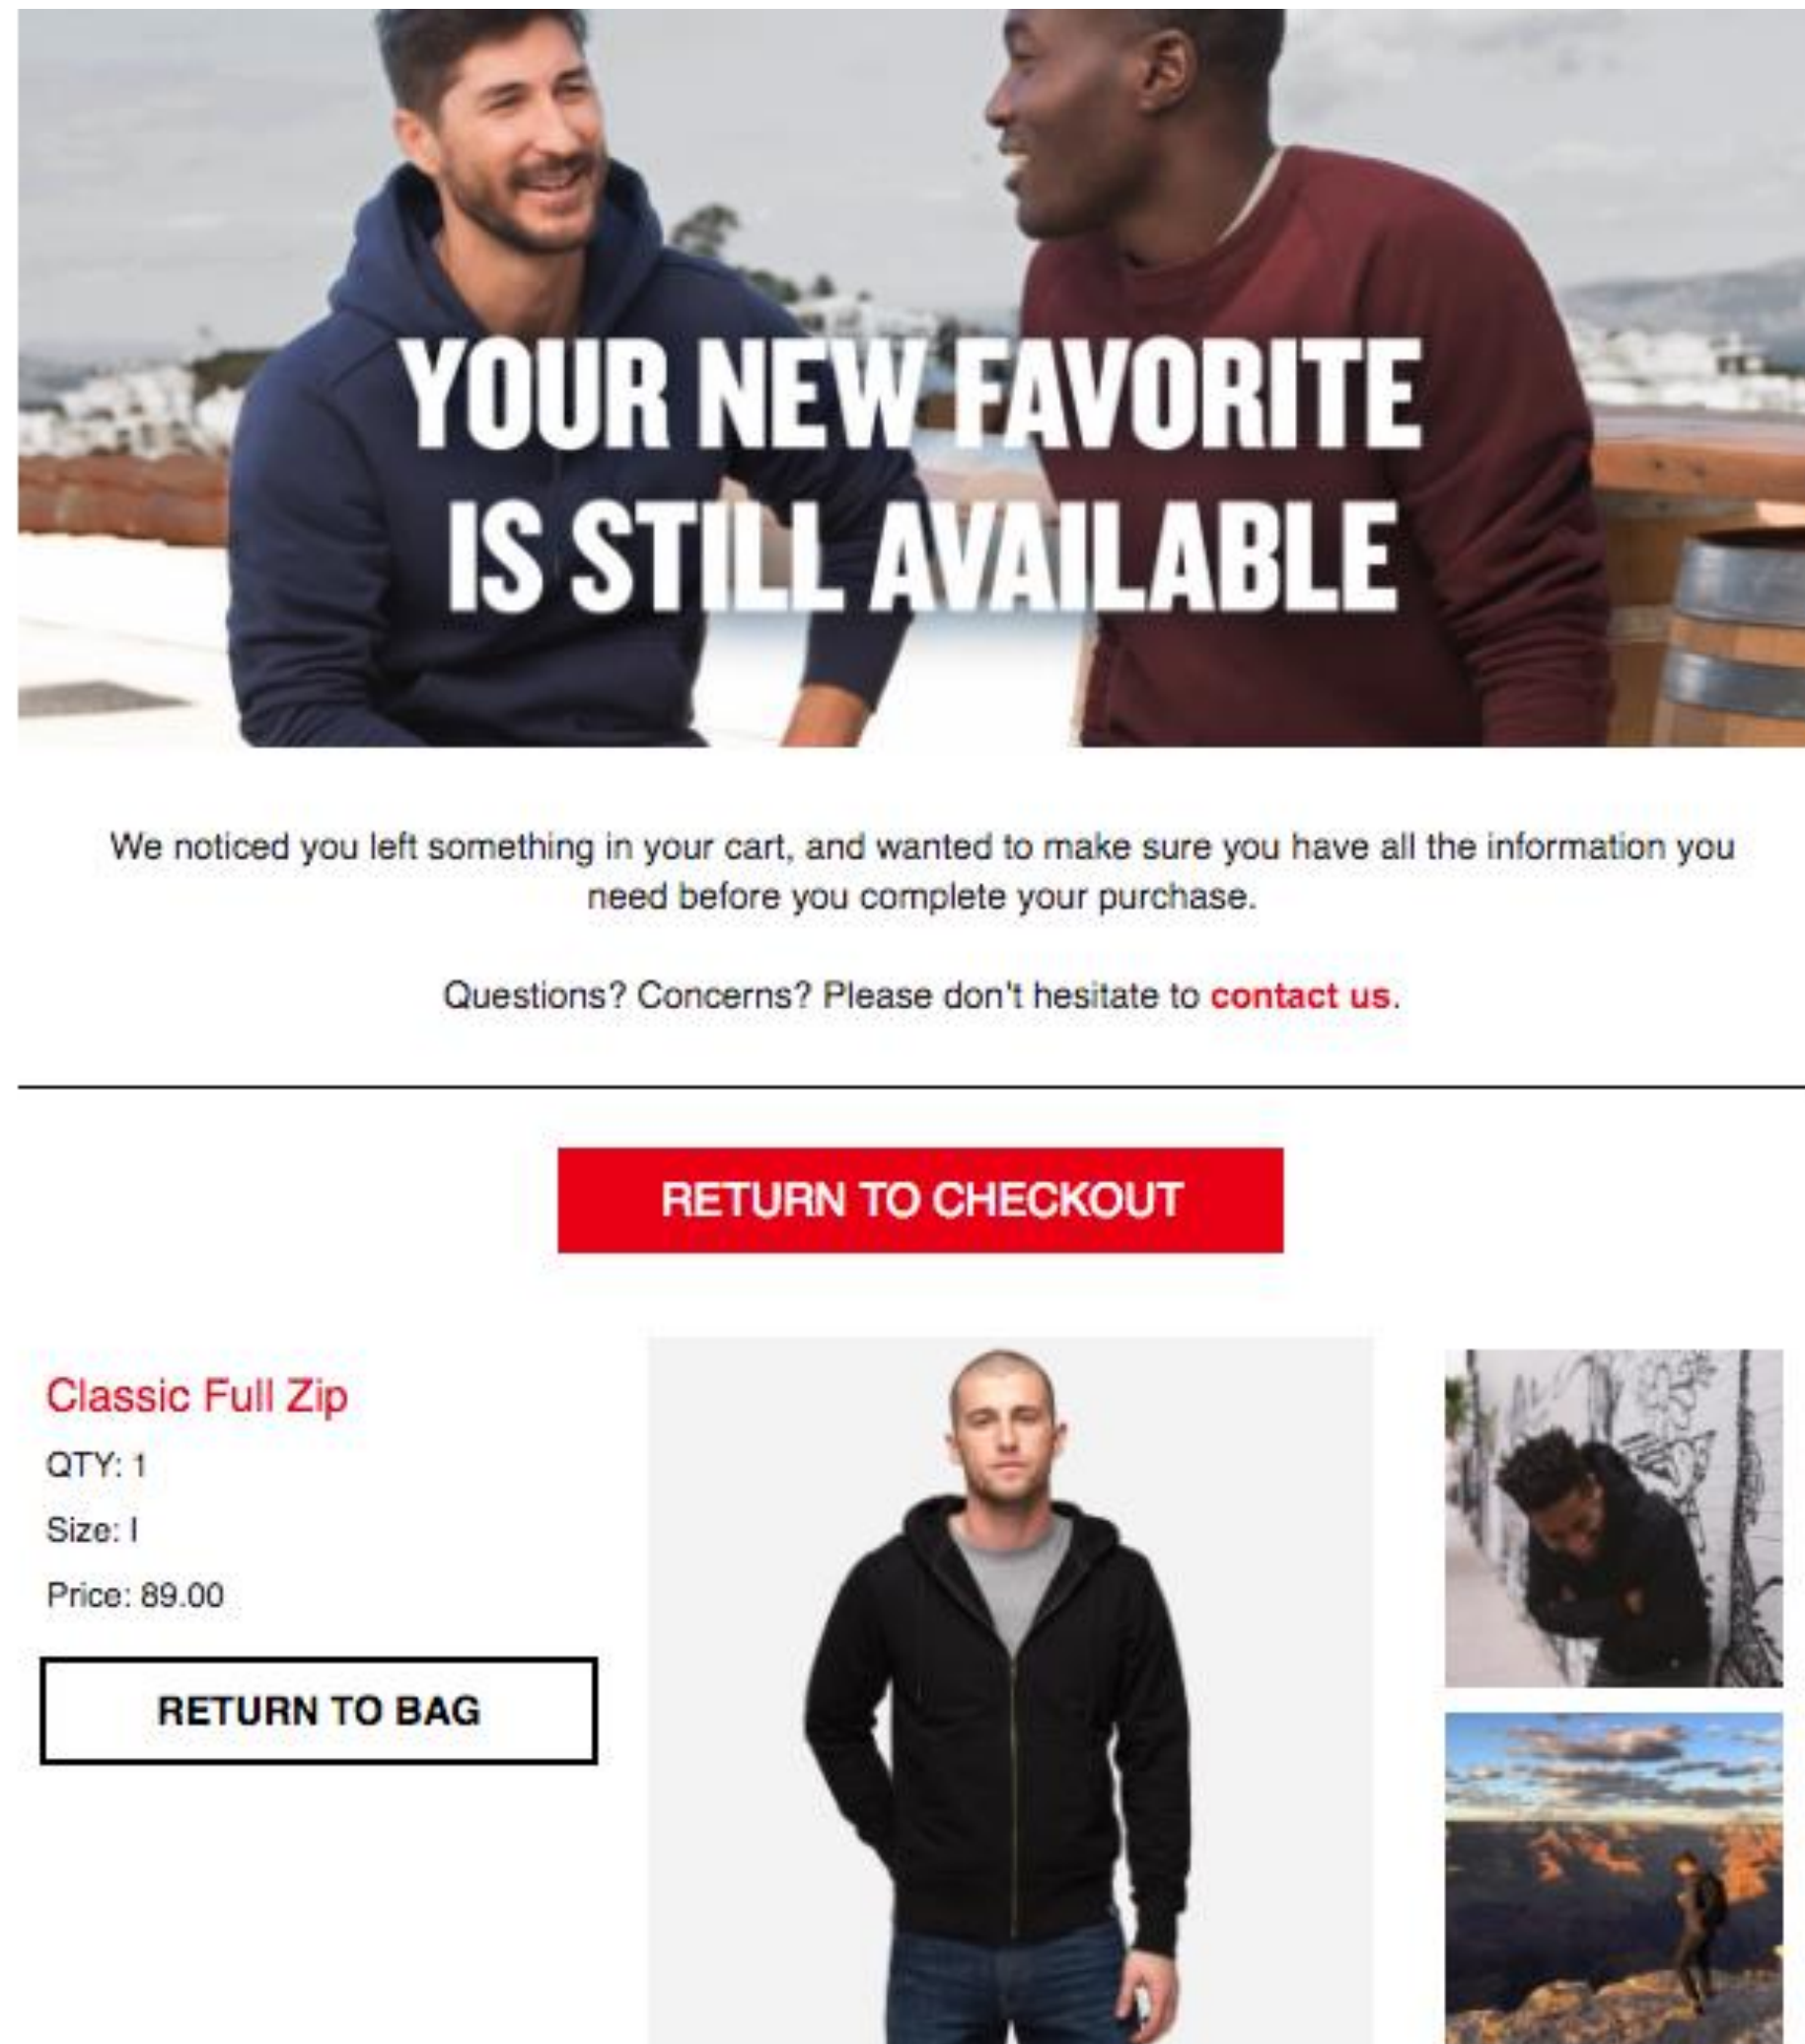 YOUR NEW FAVORITE
IS STILL AVAILABLE
We noticed you left something in your cart, and wanted to make sure you have all the information you
need before you complete your purchase.
Questions? Concerns? Please don't hesitate to contact us.
RETURN TO CHECKOUT
Classic Full Zip
QTY: 1
Size: l
Price: 89.00
RETURN TO BAG